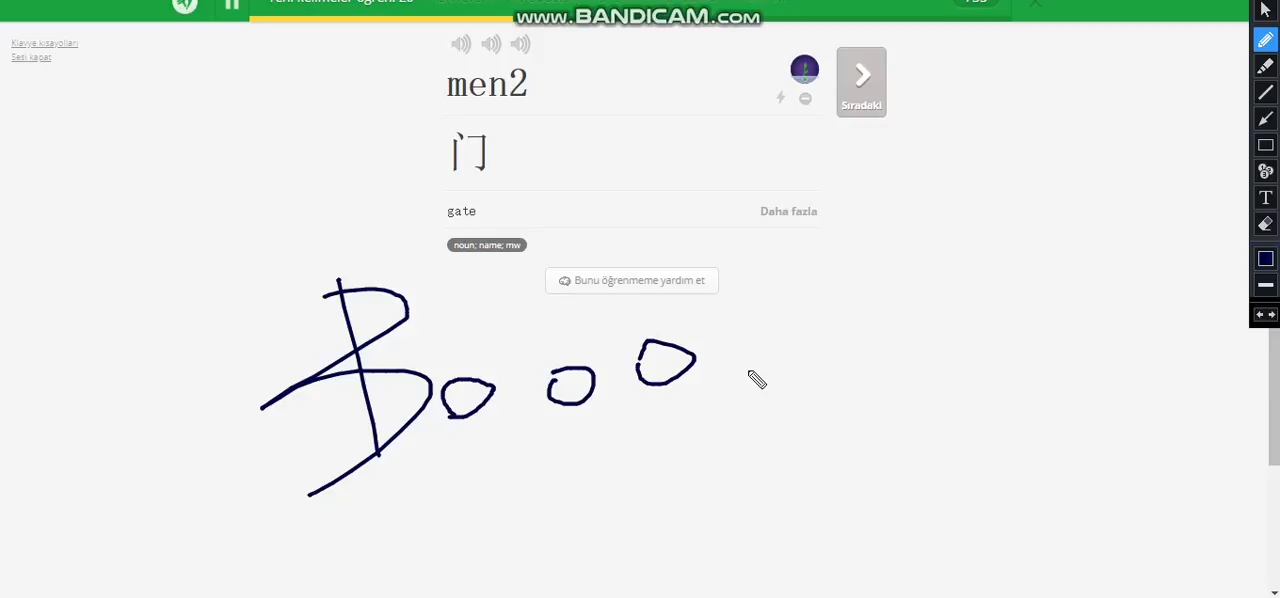 WWW.BANDICAM.COM
Klavye kısayolları
Sesi kapat
men2
Sıradaki
门
gate
Daha fazla
noun; name; mw
Bunu öğrenmeme yardım et
Booo
T